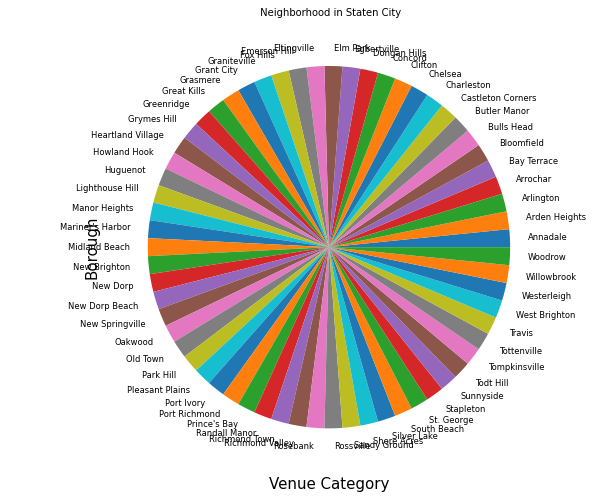 Neighborhood in Staten City
Annadale
Arden Heights
Arlington
Arrochar
Bay Terrace
Bloomfield
Bulls Head
Butler Manor
Castleton Corners
Charleston
Chelsea
Clifton
Concord
Dongan Hills
Egbertville
Elm Park
Eltingville
Emerson Hill
Fox Hills
Graniteville
Grant City
Grasmere
Great Kills
Greenridge
Grymes Hill
Heartland Village
Howland Hook
Huguenot
Lighthouse Hill
Manor Heights
Mariner's Harbor
Midland Beach
New Brighton
New Dorp
New Dorp Beach
New Springville
Oakwood
Old Town
Park Hill
Pleasant Plains
Port Ivory
Port Richmond
Prince's Bay
Randall Manor
Richmond Town
Richmond Valley
Rosebank
Rossville
Sandy Ground
Shore Acres
Silver Lake
South Beach
St. George
Stapleton
Sunnyside
Todt Hill
Tompkinsville
Tottenville
Travis
West Brighton
Westerleigh
Willowbrook
Woodrow
Borough
Venue Category